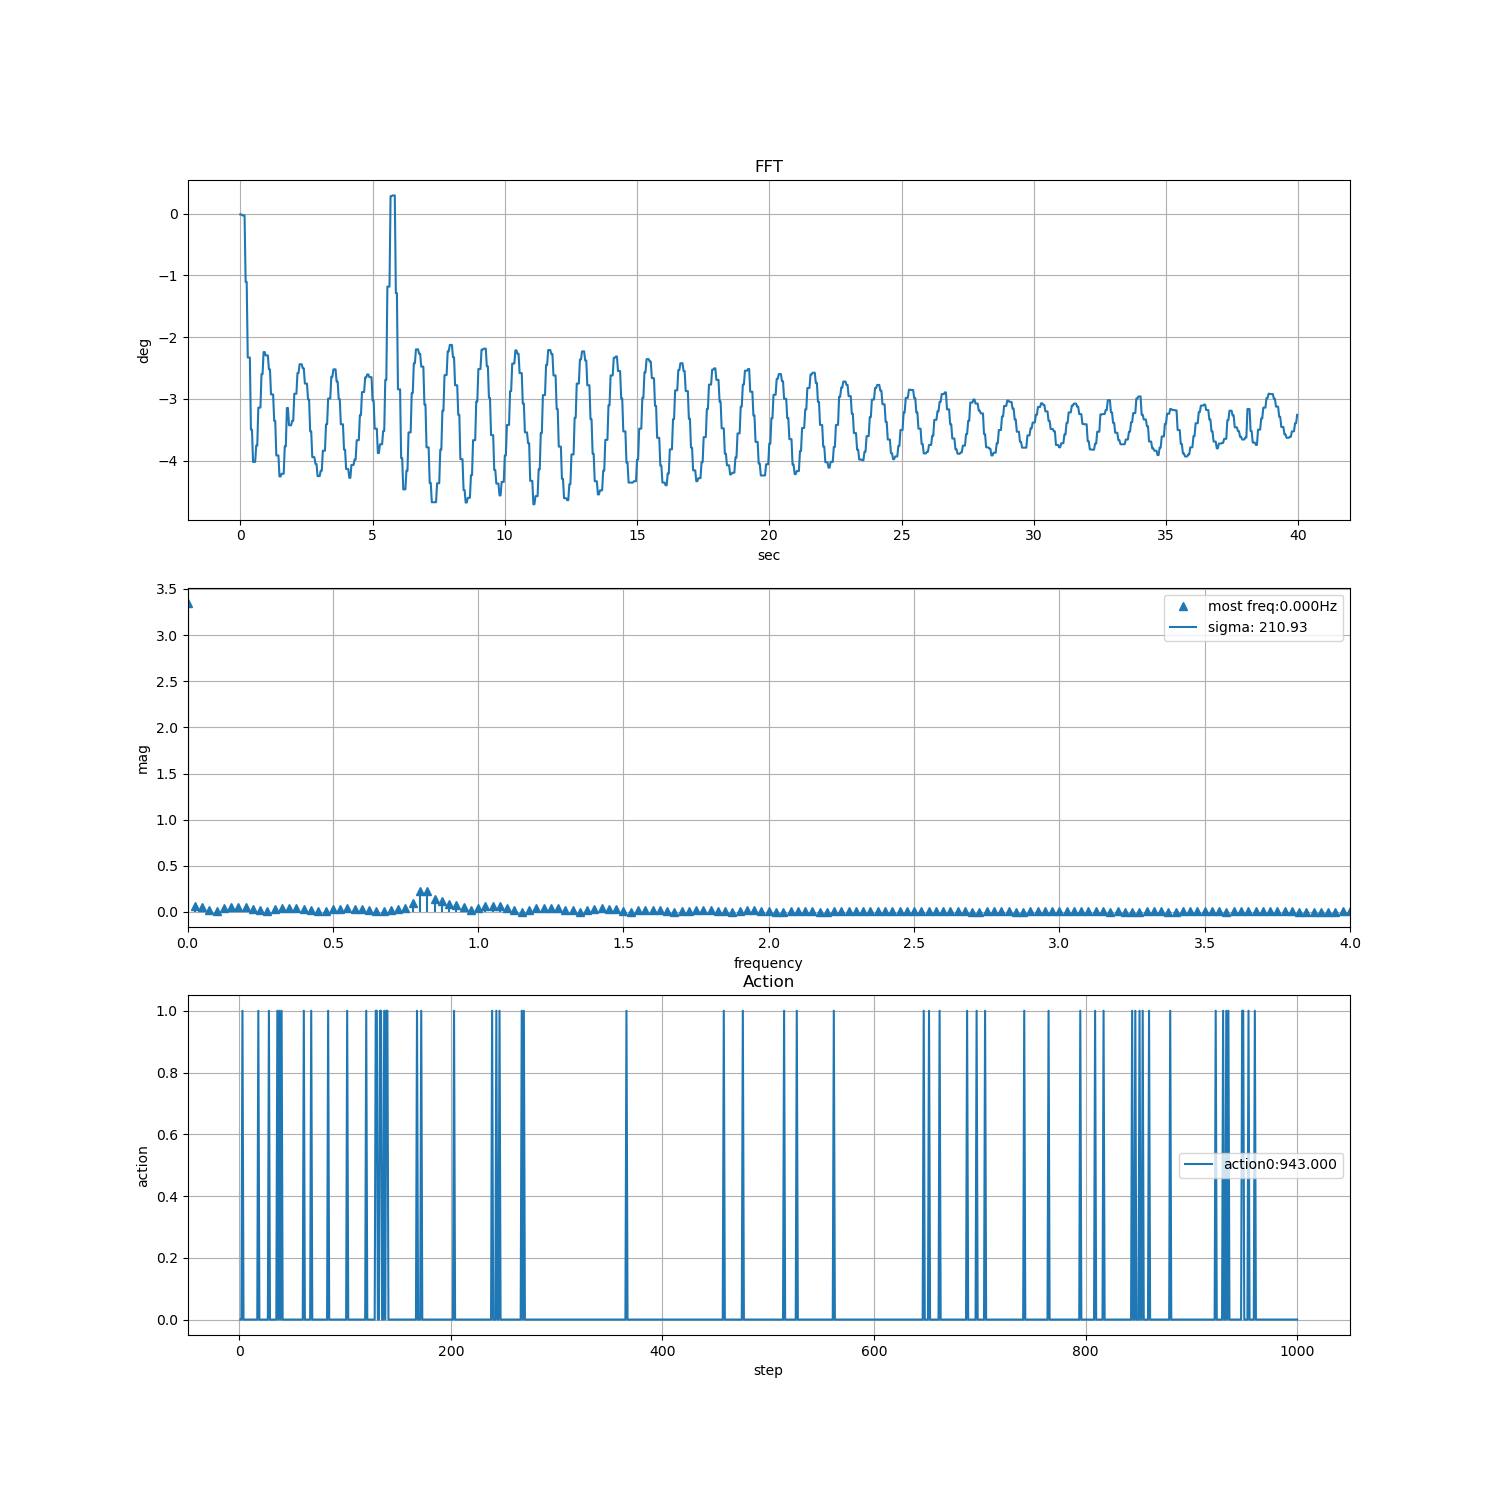 FFT
0
−1
−2
−3
−4
deg
0 5 10 15 20 25 30 35 40
sec
3.5
3.0
2.5
2.0
1.5
1.0
0.5
0.0
mag
most freq:0.000Hz
sigma: 210.93
0.0 0.5 1.0 1.5 2.0 2.5 3.0 3.5 4.0
frequency
Action
1.0
0.8
0.6
0.4
0.2
0.0
action
action0:943.000
0 200 400 600 800 1000
step